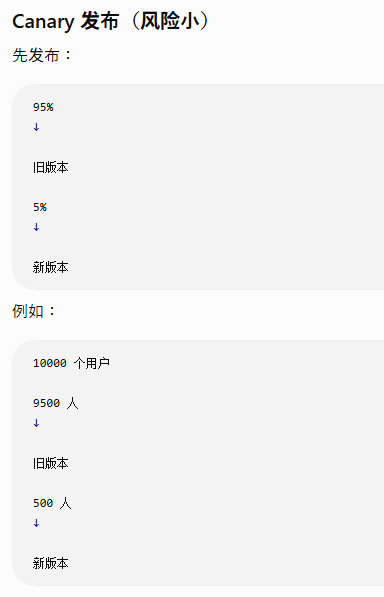 Canary 发布（风险小）
先发布：
95%
↓
旧版本
5%
↓
新版本
例如：
10000 个用户
9500 人
↓
旧版本
500 人
↓
新版本